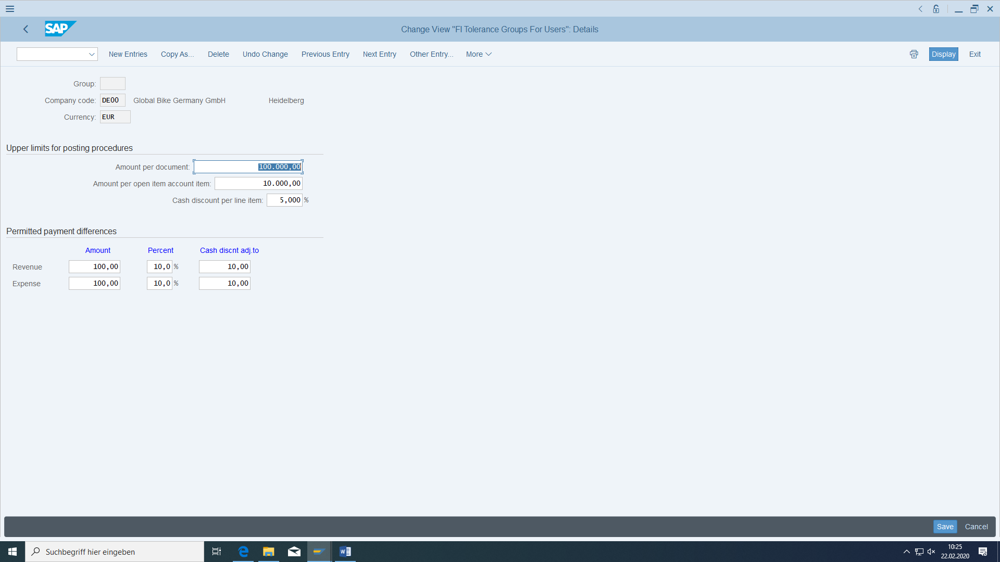 SAP
Change View "FI Tolerance Groups For Users": Details
New Entries Copy As... Delete Undo Change Previous Entry Next Entry Other Entry... More Display Exit
Group:
Company code: DE00 Global Bike Germany GmbH Heidelberg
Currency: EUR
Upper limits for posting procedures
Amount per document: 100.000,00
Amount per open item account item: 10.000,00
Cash discount per line item: 5,000 %
Permitted payment differences
Amount Percent Cash discnt adj.to
Revenue 100,00 10,0 % 10,00
Expense 100,00 10,0 % 10,00
Save Cancel
Suchbegriff hier eingeben
10:25
22.02.2020